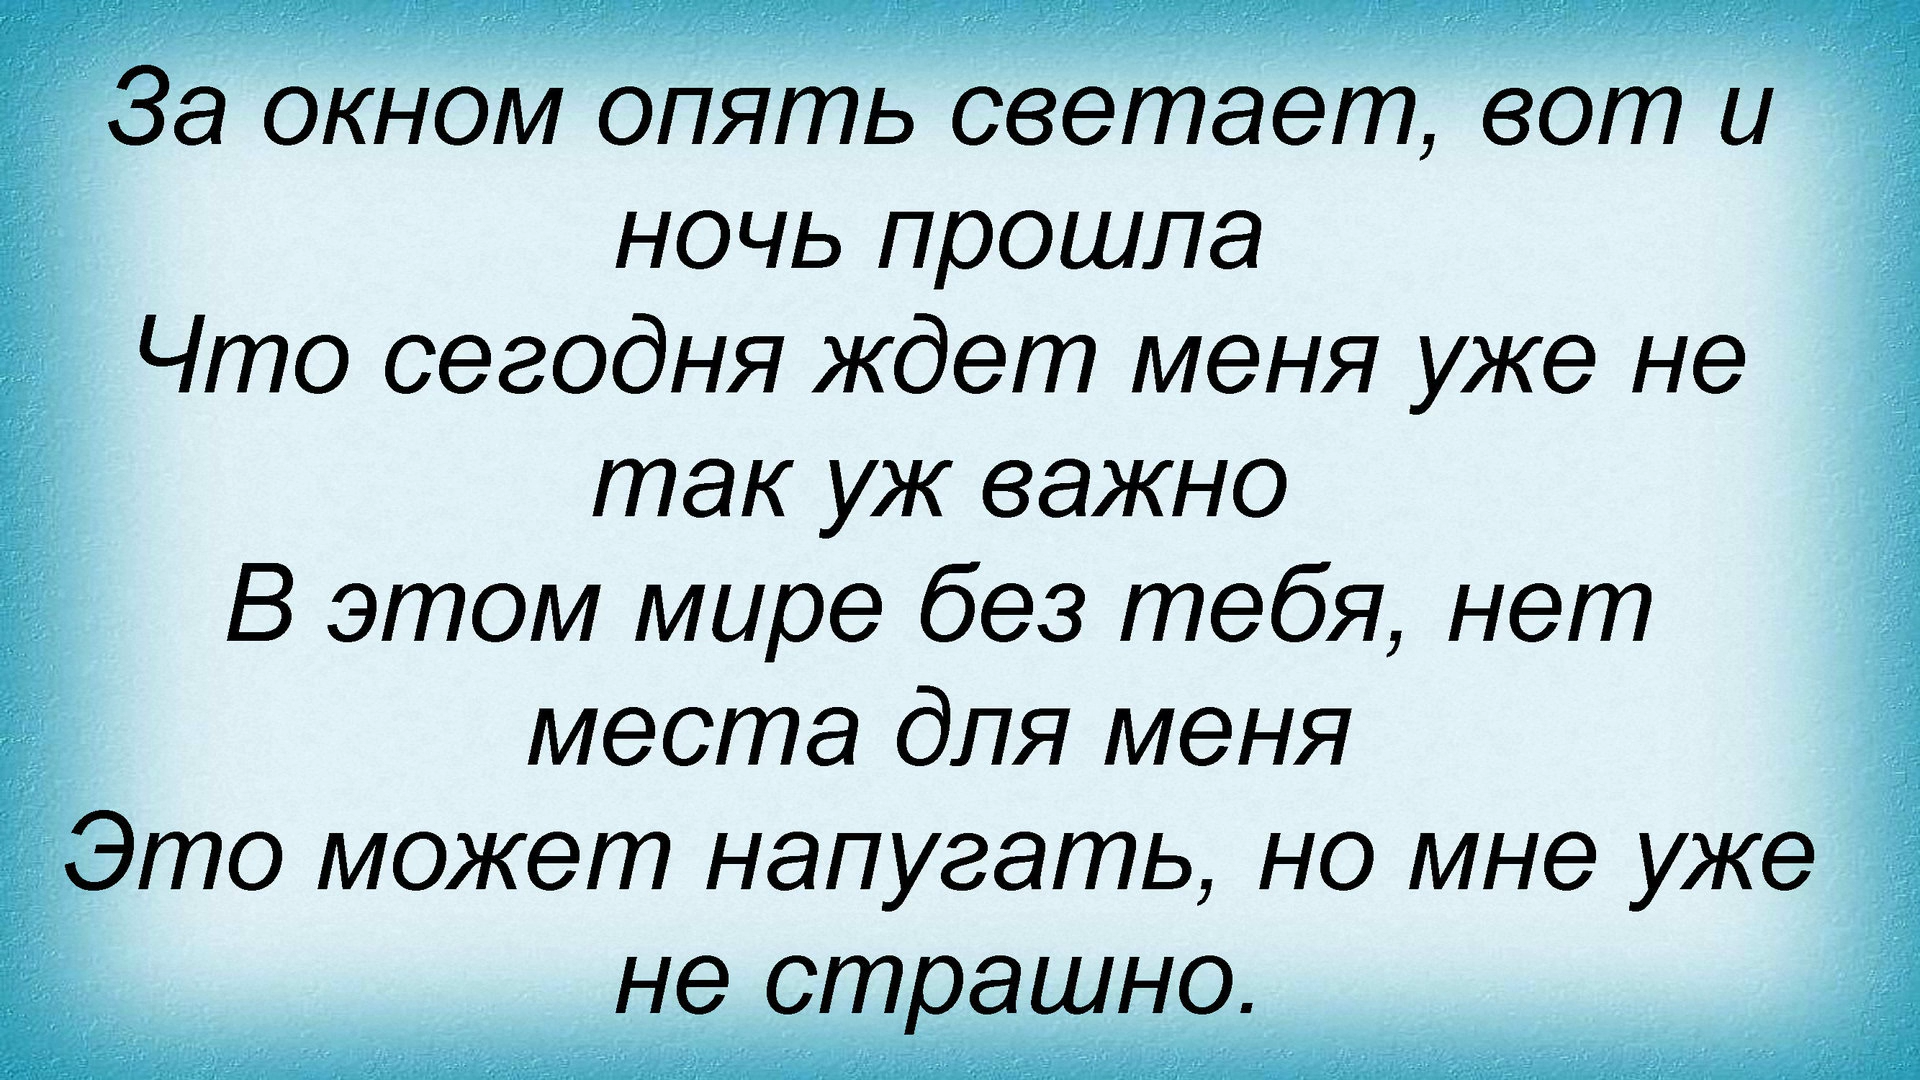 За окном опять светает, вот и
ночь прошла
Что сегодня ждет меня уже не
так уж важно
В этом мире без тебя, нет
места для меня
Это может напугать, но мне уже
не страшно.